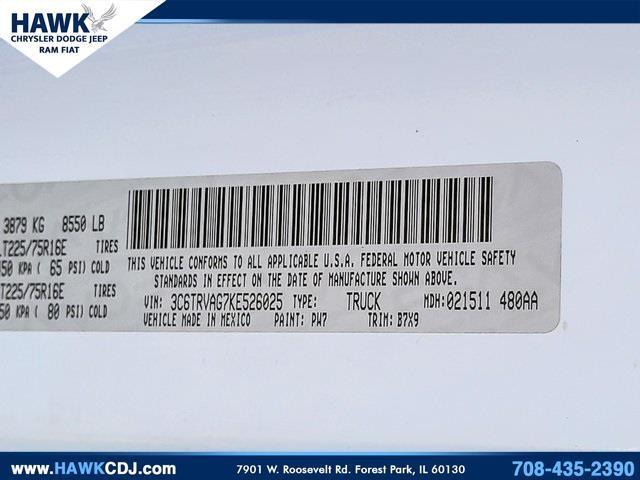 HAWK
CHRYSLER DODGE JEEP
RAM FIAT
3879 KG 8550 LB
LT225/75R16E TIRES
450 KPA ( 65 PSI) COLD
LT225/75R16E TIRES
550 KPA ( 80 PSI) COLD
THIS VEHICLE CONFORMS TO ALL APPLICABLE U.S.A. FEDERAL MOTOR VEHICLE SAFETY
STANDARDS IN EFFECT ON THE DATE OF MANUFACTURE SHOWN ABOVE.
VIN: 3C6TRVAG7KE526025 TYPE: TRUCK MDH: 021511 480AA
VEHICLE MADE IN MEXICO PAINT: PW7 TRIM: B7X9
www.HAWKCDJ.com
7901 W. Roosevelt Rd. Forest Park, IL 60130
708-435-2390